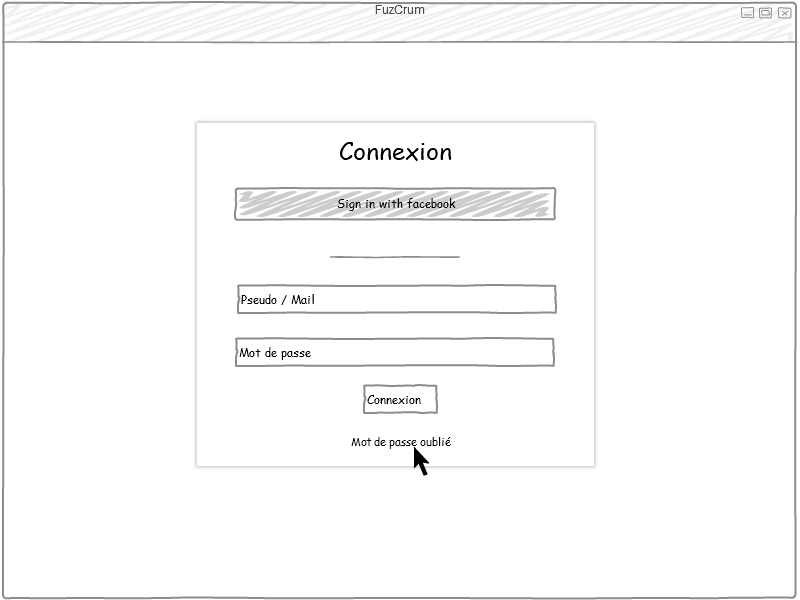 FuzCrum
Connexion
Sign in with facebook
Pseudo / Mail
Mot de passe
Connexion
Mot de passe oublié